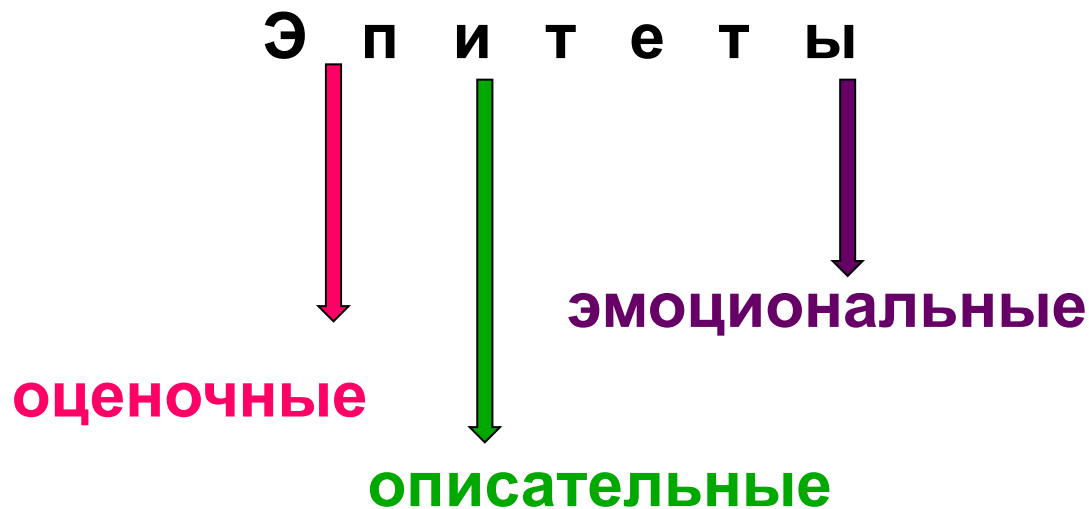 Э п и т е т ы
эмоциональные
оценочные
описательные